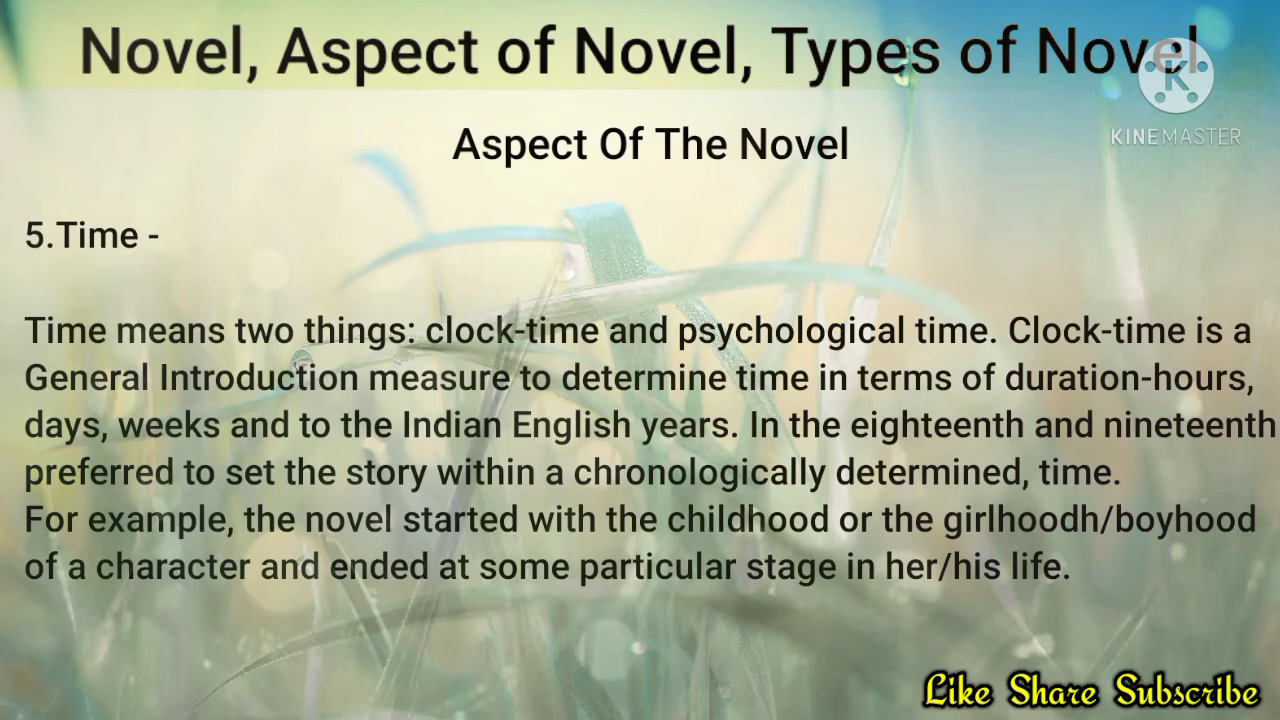 Novel, Aspect of Novel, Types of Novel
KINEMASTER
Aspect Of The Novel
5.Time -
Time means two things: clock-time and psychological time. Clock-time is a
General Introduction measure to determine time in terms of duration-hours,
days, weeks and to the Indian English years. In the eighteenth and nineteenth
preferred to set the story within a chronologically determined, time.
For example, the novel started with the childhood or the girlhoodh/boyhood
of a character and ended at some particular stage in her/his life.
Like Share Subscribe